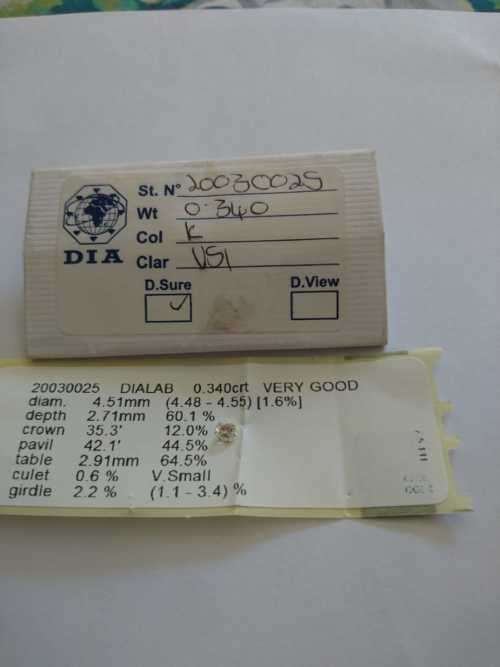 St. Nº 20030025
Wt 0.340
Col K
Clar VS1
D.Sure D.View
DIA
20030025 DIALAB 0.340crt VERY GOOD
diam. 4.51mm (4.48 - 4.55) [1.6%]
depth 2.71mm 60.1 %
crown 35.3' 12.0%
pavil 42.1' 44.5%
table 2.91mm 64.5%
culet 0.6 % V.Small
girdle 2.2 % (1.1 - 3.4) %